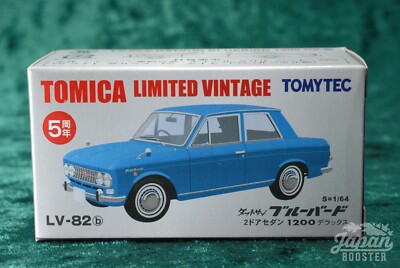 TOMICA LIMITED VINTAGE TOMYTEC
5周年
S=1/64
ダットサン ブルーバード
LV-82b 2ドアセダン 1200 デラックス
Japan
BOOSTER